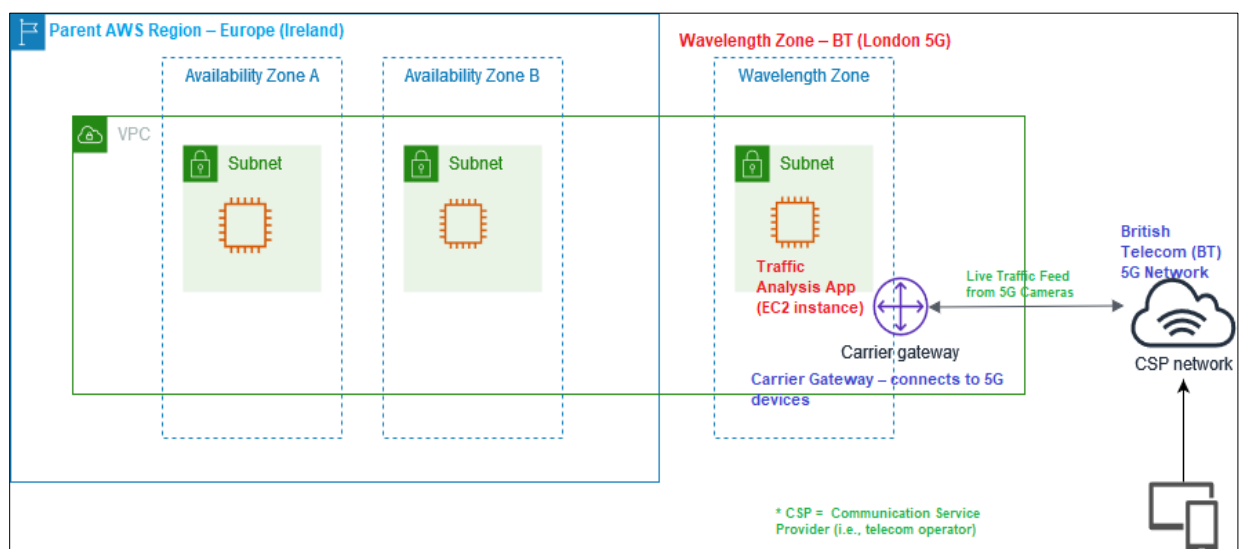 Parent AWS Region – Europe (Ireland)
Wavelength Zone – BT (London 5G)
Availability Zone A
Availability Zone B
Wavelength Zone
VPC
Subnet
Subnet
Subnet
Traffic
Analysis App
(EC2 instance)
Live Traffic Feed
from 5G Cameras
British
Telecom (BT)
5G Network
Carrier gateway
CSP network
Carrier Gateway – connects to 5G
devices
* CSP = Communication Service
Provider (i.e., telecom operator)